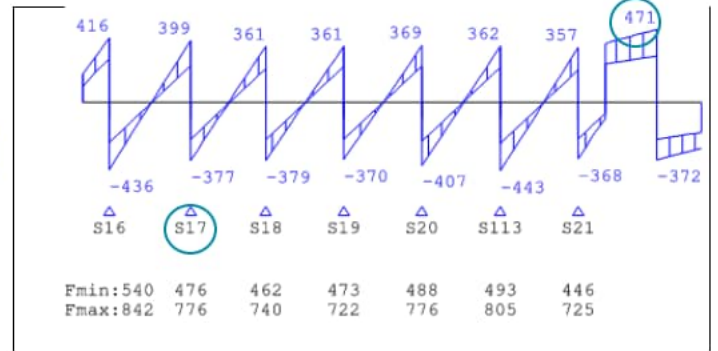 416 399 361 361 369 362 357 471
-436 -377 -379 -370 -407 -443 -368 -372
S16 S17 S18 S19 S20 S113 S21
Fmin:540 476 462 473 488 493 446
Fmax:842 776 740 722 776 805 725